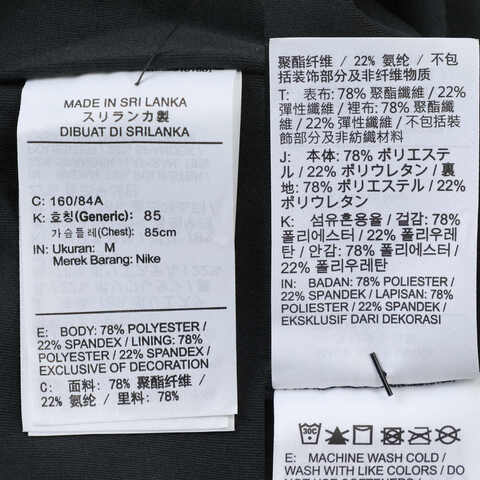 MADE IN SRI LANKA
スリランカ製
DIBUAT DI SRILANKA
C: 160/84A
K: 호칭(Generic): 85
가슴둘레(Chest): 85cm
IN: Ukuran: M
Merek Barang: Nike
E: BODY: 78% POLYESTER /
22% SPANDEX / LINING: 78%
POLYESTER / 22% SPANDEX /
EXCLUSIVE OF DECORATION
C: 面料: 78% 聚酯纤维 /
22% 氨纶 / 里料: 78%
聚酯纤维 / 22% 氨纶 / 不包
括装饰部分及非纤维物质
T: 表布: 78% 聚酯纖維 / 22%
彈性纖維 / 裡布: 78% 聚酯纖
維 / 22% 彈性纖維 / 不包括裝
飾部分及非紡織材料
J: 本体: 78% ポリエステ
ル / 22% ポリウレタン / 裏
地: 78% ポリエステル /
22% ポリウレタン
K: 섬유혼용율 / 겉감: 78%
폴리에스터 / 22% 폴리우레
탄 / 안감: 78% 폴리에스터 /
22% 폴리우레탄
IN: BADAN: 78% POLIESTER /
22% SPANDEK / LAPISAN: 78%
POLIESTER / 22% SPANDEK /
EKSKLUSIF DARI DEKORASI
30C
E: MACHINE WASH COLD /
WASH WITH LIKE COLORS / DO